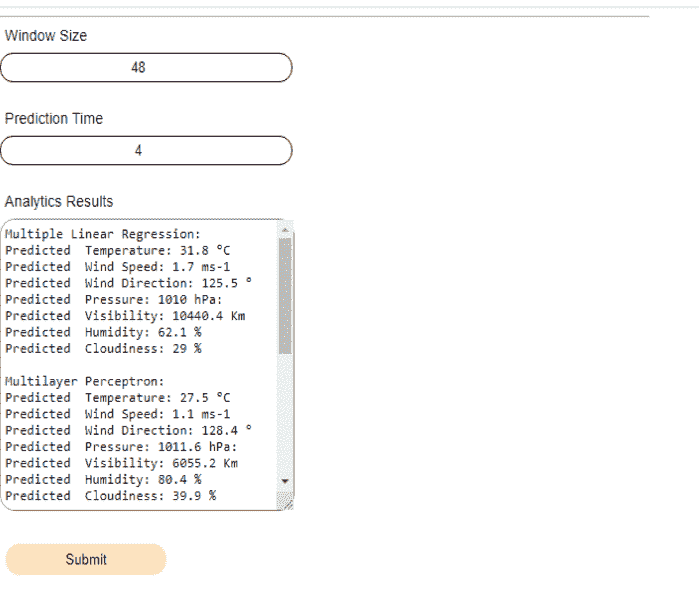 Window Size
48
Prediction Time
4
Analytics Results
Multiple Linear Regression:
Predicted  Temperature: 31.8 °C
Predicted  Wind Speed: 1.7 ms-1
Predicted  Wind Direction: 125.5 °
Predicted  Pressure: 1010 hPa:
Predicted  Visibility: 10440.4 Km
Predicted  Humidity: 62.1 %
Predicted  Cloudiness: 29 %
Multilayer Perceptron:
Predicted  Temperature: 27.5 °C
Predicted  Wind Speed: 1.1 ms-1
Predicted  Wind Direction: 128.4 °
Predicted  Pressure: 1011.6 hPa:
Predicted  Visibility: 6055.2 Km
Predicted  Humidity: 80.4 %
Predicted  Cloudiness: 39.9 %
Submit